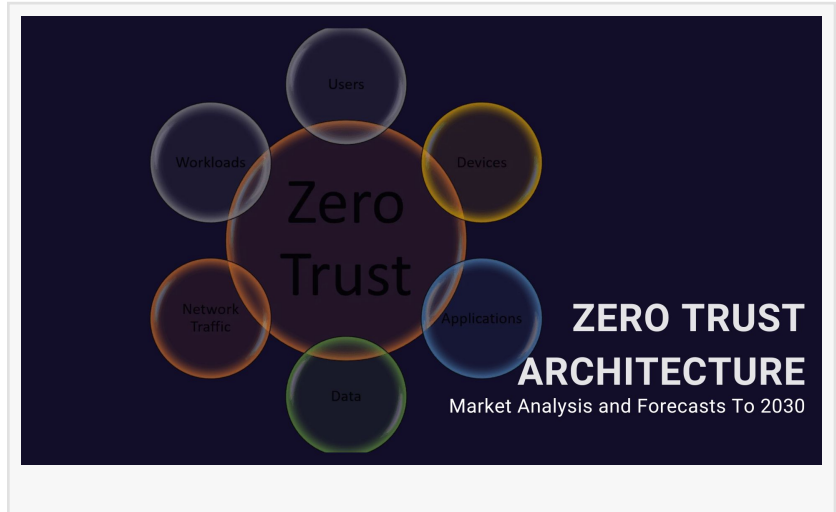 Users
Workloads
Devices
Zero
Trust
Network
Traffic
Applications
Data
ZERO TRUST
ARCHITECTURE
Market Analysis and Forecasts To 2030